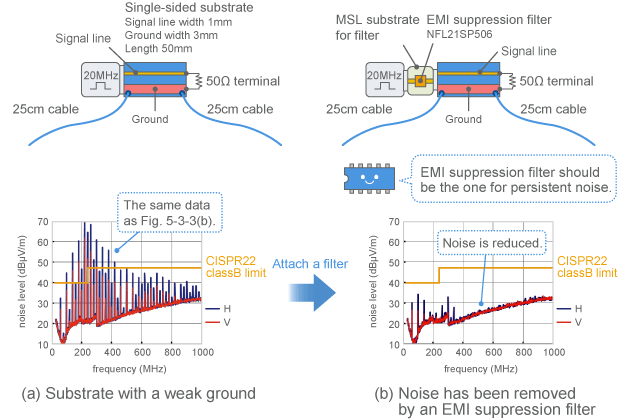 Single-sided substrate
Signal line width 1mm
Ground width 3mm
Length 50mm
Signal line
20MHz
50Ω terminal
25cm cable
25cm cable
Ground
MSL substrate
for filter
EMI suppression filter
NFL21SP506
Signal line
20MHz
50Ω terminal
25cm cable
25cm cable
Ground
EMI suppression filter should
be the one for persistent noise.
The same data
as Fig. 5-3-3(b).
noise level (dBμV/m)
70
60
50
40
30
20
10
0
200
400
600
800
1000
frequency (MHz)
CISPR22
classB limit
H
V
Attach a filter
Noise is reduced.
noise level (dBμV/m)
70
60
50
40
30
20
10
0
200
400
600
800
1000
frequency (MHz)
CISPR22
classB limit
H
V
(a) Substrate with a weak ground
(b) Noise has been removed
by an EMI suppression filter